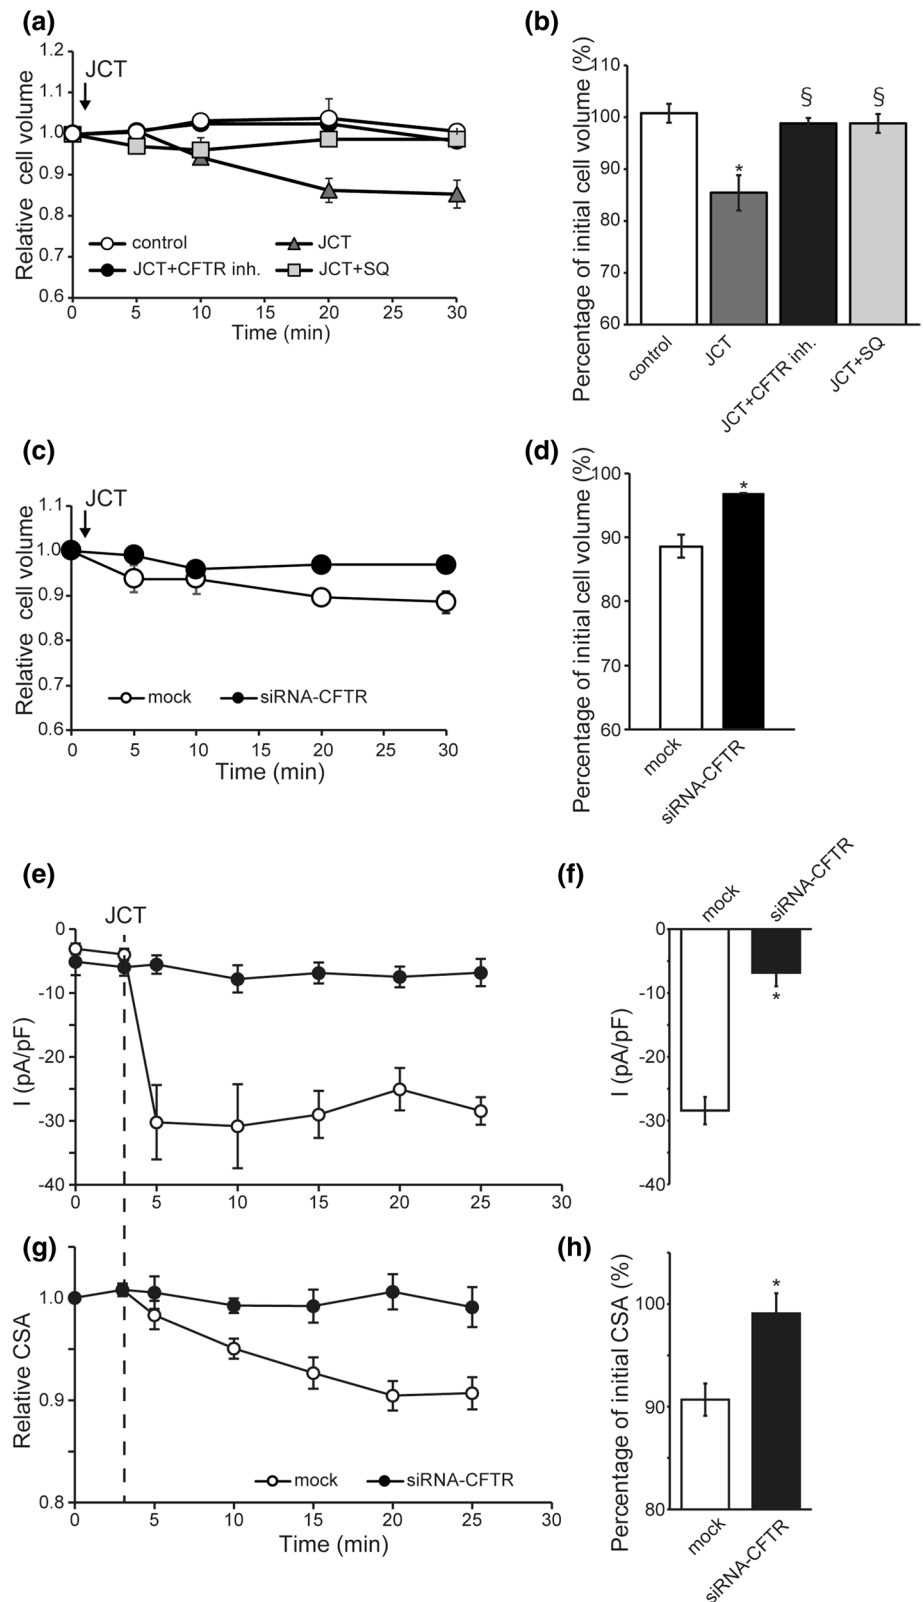 (a)
1.2
1.1
1.0
0.9
0.8
0.7
0.6
Relative cell volume
JCT
control
JCT
JCT+CFTR inh.
JCT+SQ
0 5 10 15 20 25 30
Time (min)
(b)
110
100
90
80
70
60
Percentage of initial cell volume (%)
*
§
§
control
JCT
JCT+CFTR inh.
JCT+SQ
(c)
1.1
1.0
0.9
0.8
0.7
0.6
Relative cell volume
JCT
mock
siRNA-CFTR
0 5 10 15 20 25 30
Time (min)
(d)
100
90
80
70
60
Percentage of initial cell volume (%)
*
mock
siRNA-CFTR
(e)
JCT
0
-10
-20
-30
-40
I (pA/pF)
0 5 10 15 20 25 30
(f)
mock
siRNA-CFTR
0
-10
-20
-30
-40
I (pA/pF)
*
(g)
1.0
0.9
0.8
Relative CSA
mock
siRNA-CFTR
0 5 10 15 20 25 30
Time (min)
(h)
100
90
80
Percentage of initial CSA (%)
*
mock
siRNA-CFTR